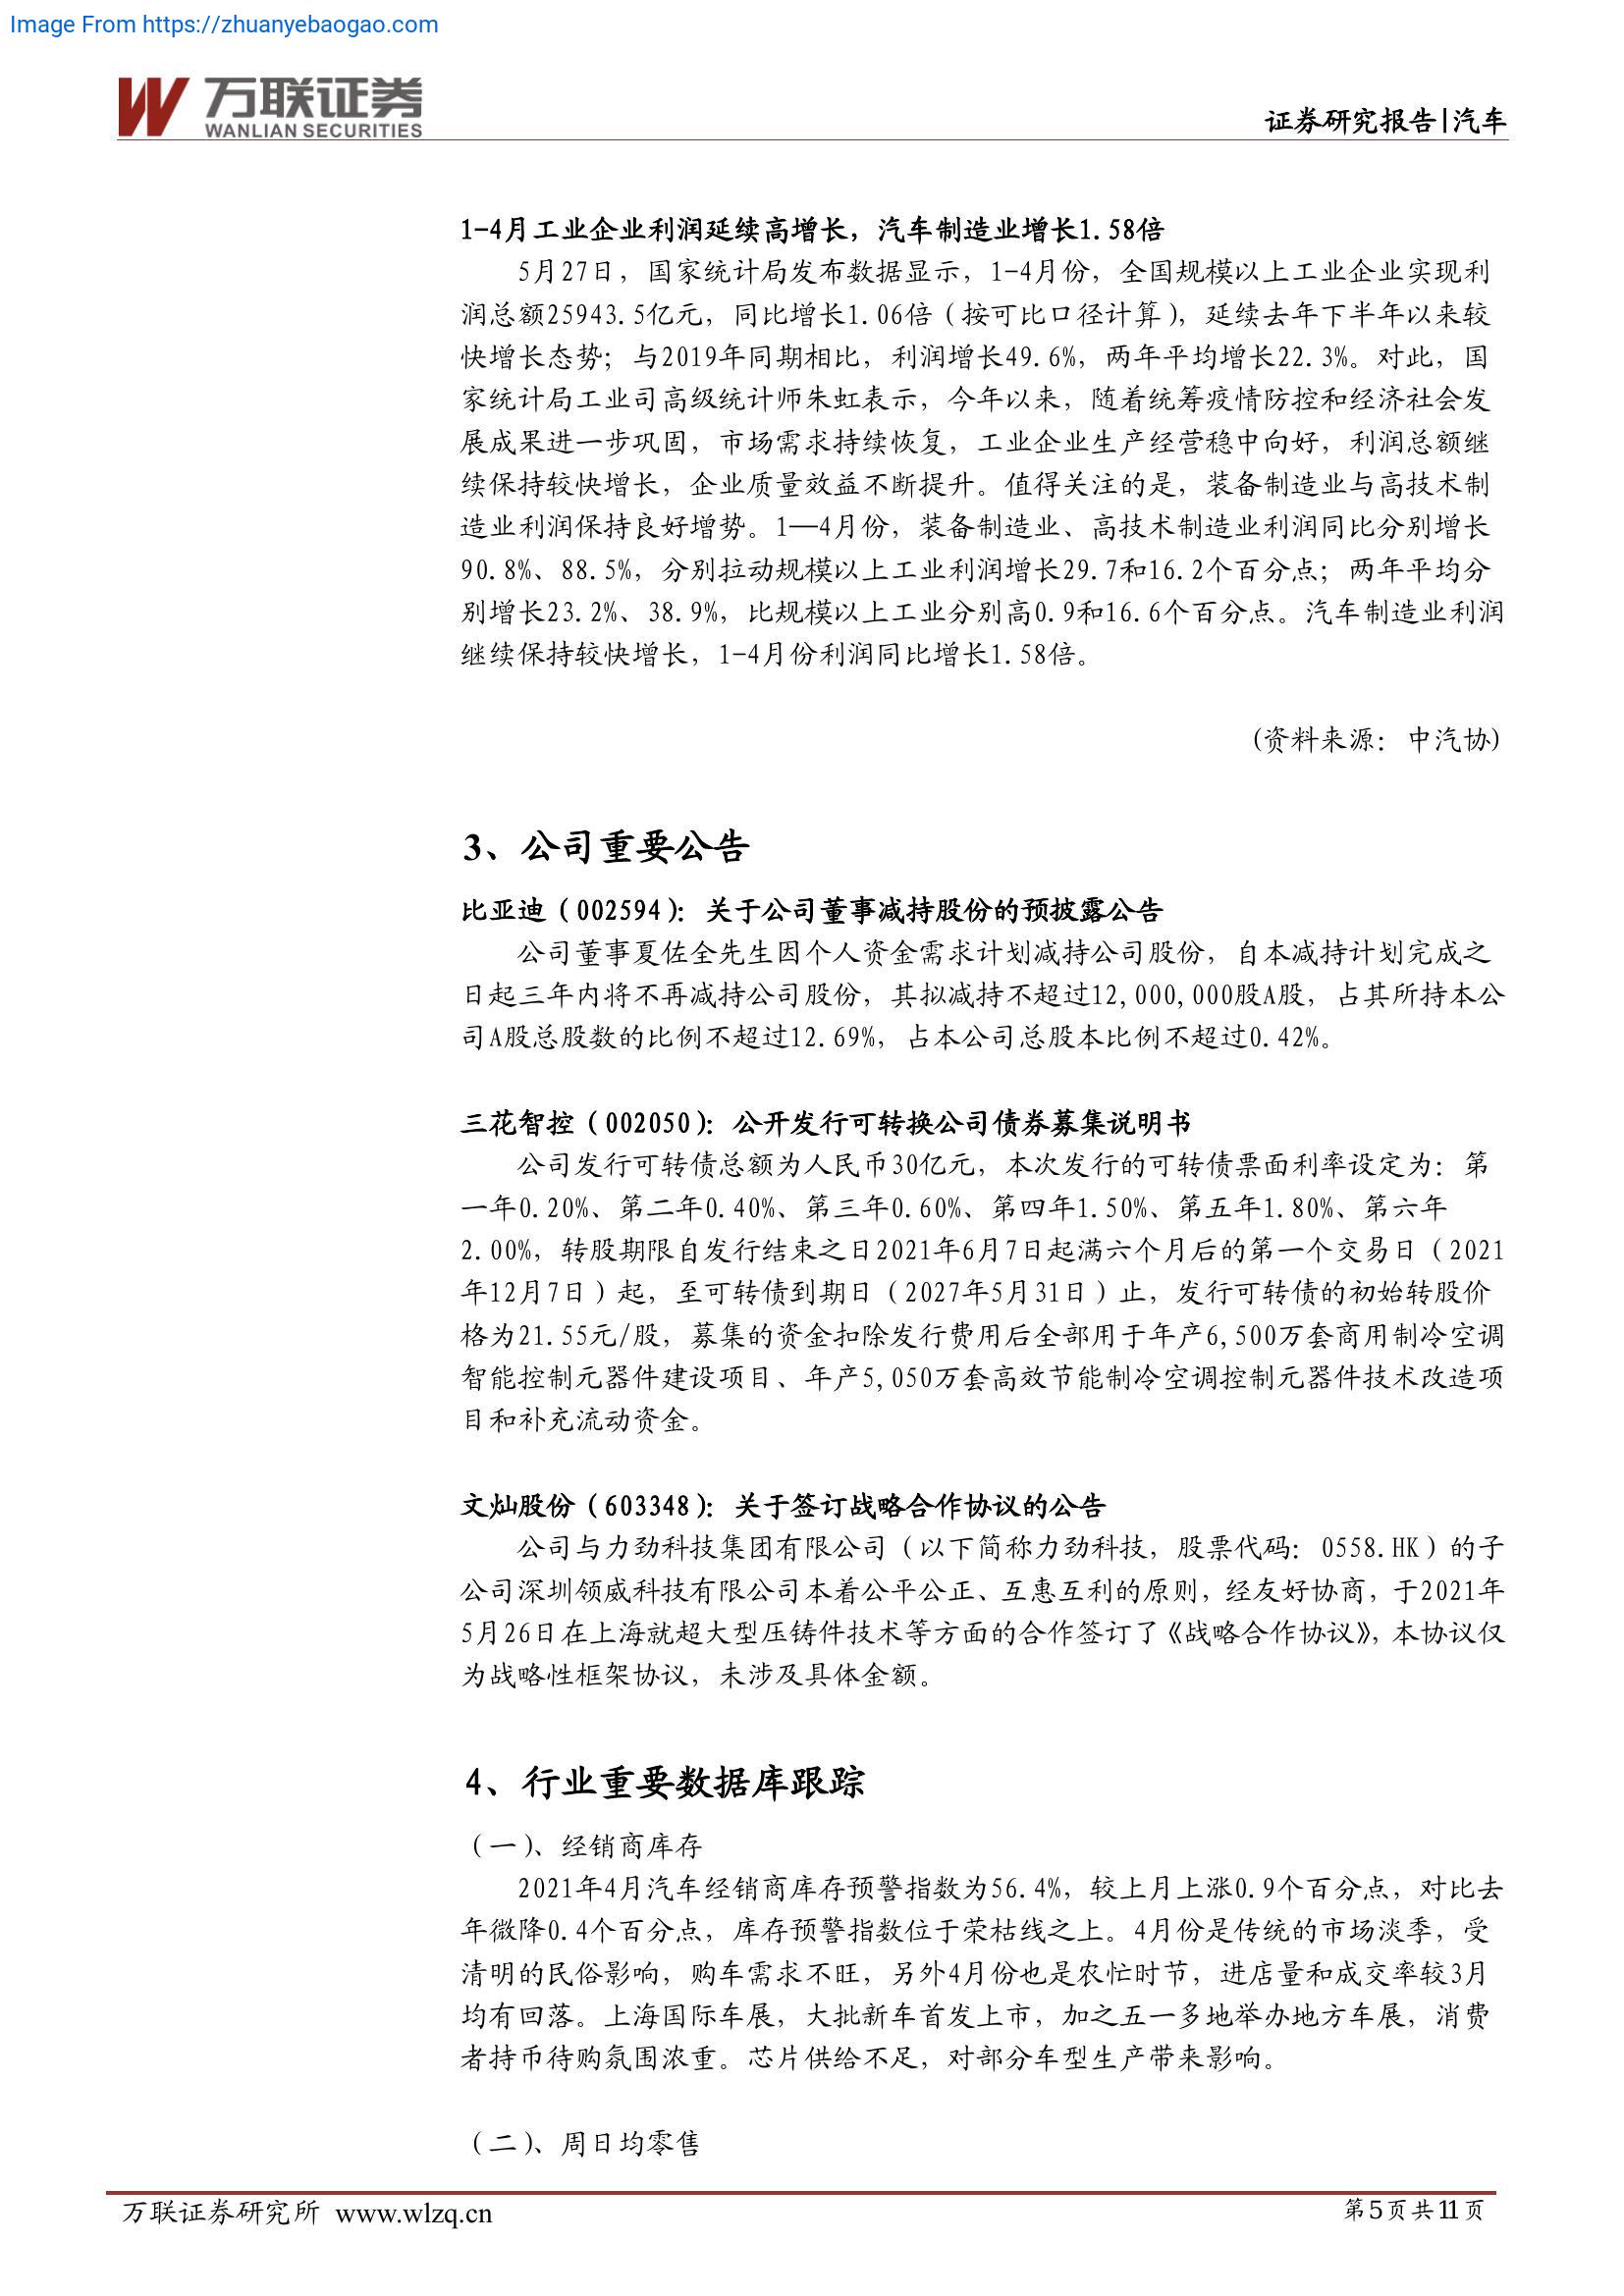 Image From https://zhuanyebaogao.com
万联证券
WANLIAN SECURITIES
证券研究报告|汽车
1-4月工业企业利润延续高增长，汽车制造业增长1.58倍
5月27日，国家统计局发布数据显示，1-4月份，全国规模以上工业企业实现利
润总额25943.5亿元，同比增长1.06倍（按可比口径计算），延续去年下半年以来较
快增长态势；与2019年同期相比，利润增长49.6%，两年平均增长22.3%。对此，国
家统计局工业司高级统计师朱虹表示，今年以来，随着统筹疫情防控和经济社会发
展成果进一步巩固，市场需求持续恢复，工业企业生产经营稳中向好，利润总额继
续保持较快增长，企业质量效益不断提升。值得关注的是，装备制造业与高技术制
造业利润保持良好增势。1—4月份，装备制造业、高技术制造业利润同比分别增长
90.8%、88.5%，分别拉动规模以上工业利润增长29.7和16.2个百分点；两年平均分
别增长23.2%、38.9%，比规模以上工业分别高0.9和16.6个百分点。汽车制造业利润
继续保持较快增长，1-4月份利润同比增长1.58倍。
(资料来源：中汽协)
3、公司重要公告
比亚迪（002594）：关于公司董事减持股份的预披露公告
公司董事夏佐全先生因个人资金需求计划减持公司股份，自本减持计划完成之
日起三年内将不再减持公司股份，其拟减持不超过12,000,000股A股，占其所持本公
司A股总股数的比例不超过12.69%，占本公司总股本比例不超过0.42%。
三花智控（002050）：公开发行可转换公司债券募集说明书
公司发行可转债总额为人民币30亿元，本次发行的可转债票面利率设定为：第
一年0.20%、第二年0.40%、第三年0.60%、第四年1.50%、第五年1.80%、第六年
2.00%，转股期限自发行结束之日2021年6月7日起满六个月后的第一个交易日（2021
年12月7日）起，至可转债到期日（2027年5月31日）止，发行可转债的初始转股价
格为21.55元/股，募集的资金扣除发行费用后全部用于年产6,500万套商用制冷空调
智能控制元器件建设项目、年产5,050万套高效节能制冷空调控制元器件技术改造项
目和补充流动资金。
文灿股份（603348）：关于签订战略合作协议的公告
公司与力劲科技集团有限公司（以下简称力劲科技，股票代码：0558.HK）的子
公司深圳领威科技有限公司本着公平公正、互惠互利的原则，经友好协商，于2021年
5月26日在上海就超大型压铸件技术等方面的合作签订了《战略合作协议》，本协议仅
为战略性框架协议，未涉及具体金额。
4、行业重要数据库跟踪
（一）、经销商库存
2021年4月汽车经销商库存预警指数为56.4%，较上月上涨0.9个百分点，对比去
年微降0.4个百分点，库存预警指数位于荣枯线之上。4月份是传统的市场淡季，受
清明的民俗影响，购车需求不旺，另外4月份也是农忙时节，进店量和成交率较3月
均有回落。上海国际车展，大批新车首发上市，加之五一多地举办地方车展，消费
者持币待购氛围浓重。芯片供给不足，对部分车型生产带来影响。
（二）、周日均零售
万联证券研究所 www.wlzq.cn
第5页共11页